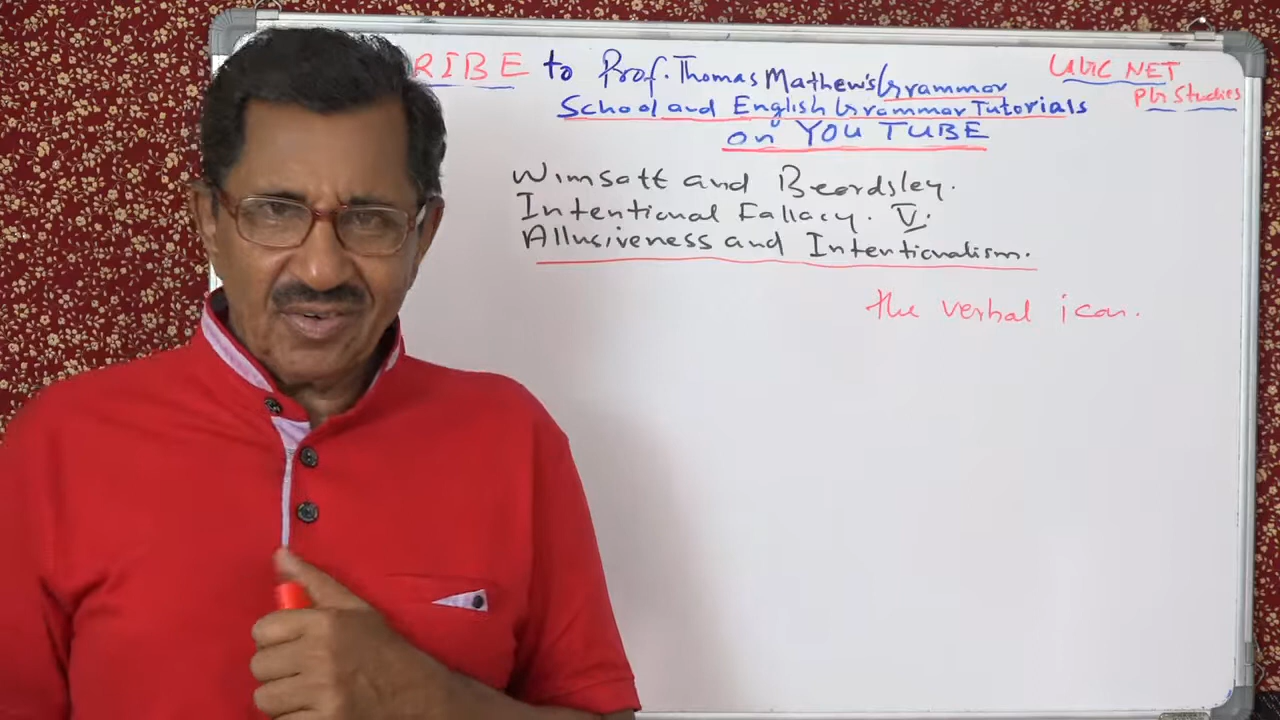 RIBE to Prof. Thomas Mathew's Grammar
School and English Grammar Tutorials
on YOU TUBE
UGC NET
PG Studies
Wimsatt and Beardsley.
Intentional Fallacy. V.
Allusiveness and Intentionalism.
the verbal icon.